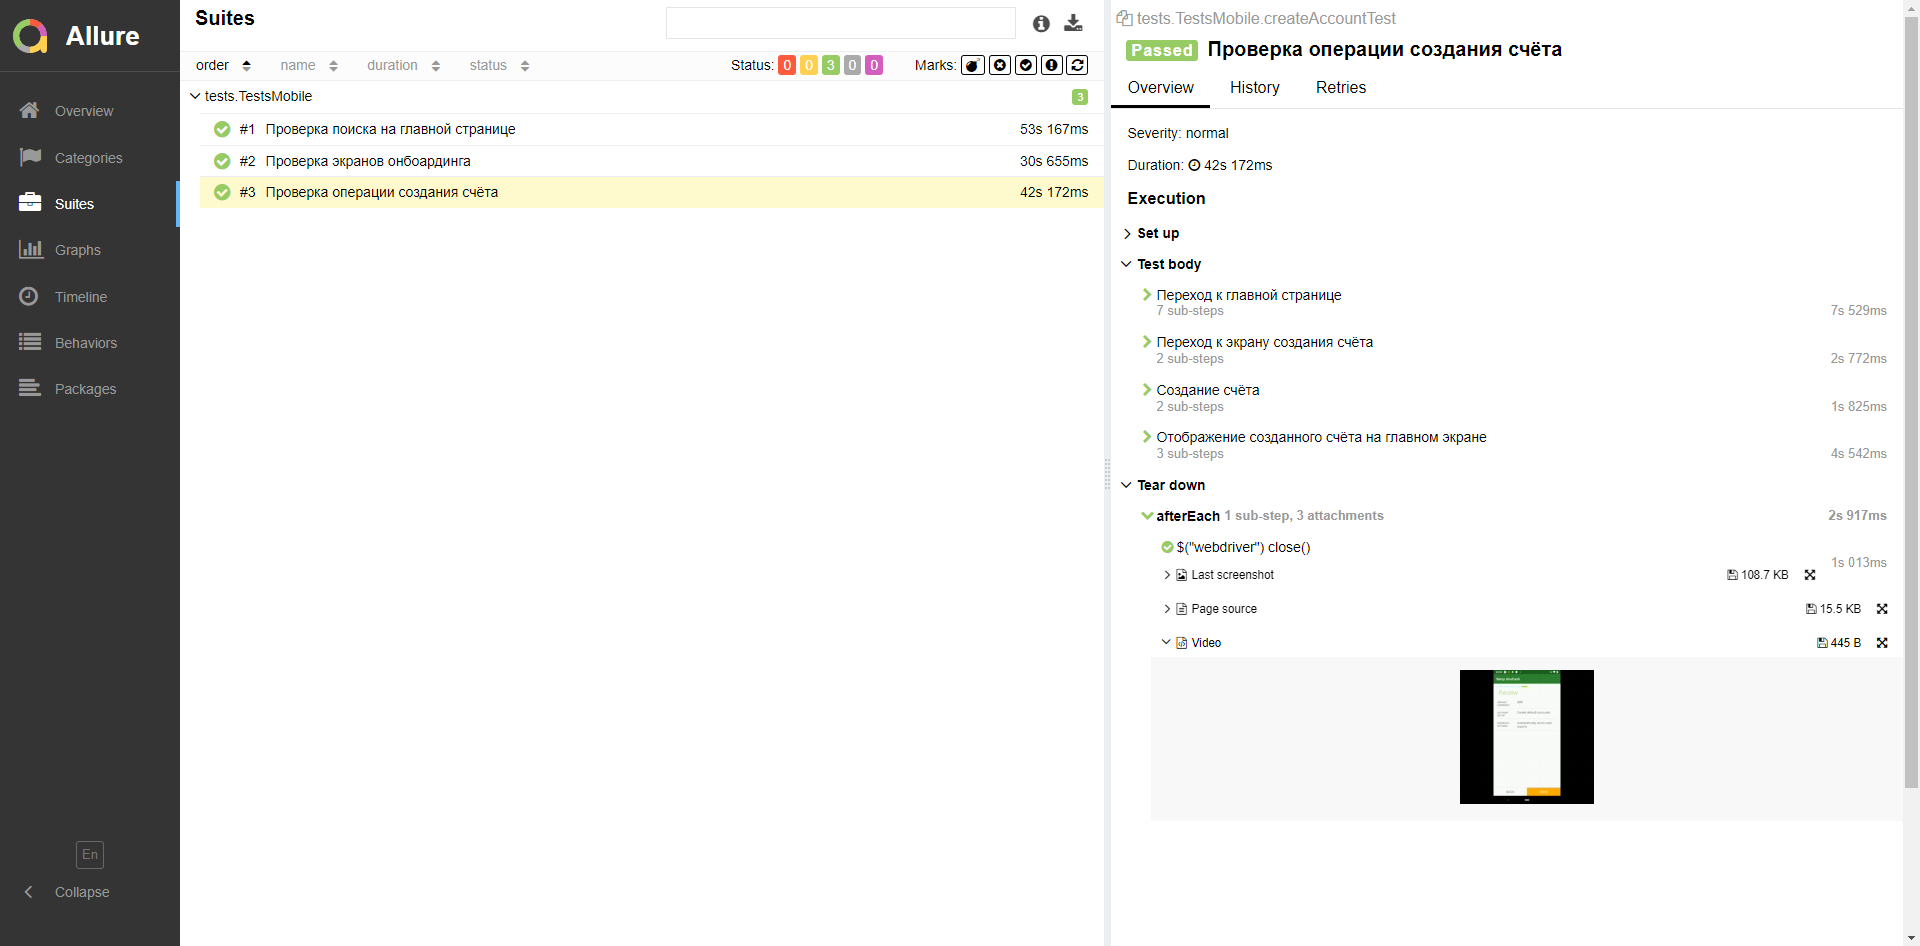 Allure
Overview
Categories
Suites
Graphs
Timeline
Behaviors
Packages
En
Collapse
Suites
order name duration status Status: 0 0 3 0 0 Marks:
tests.TestsMobile 3
#1 Проверка поиска на главной странице 53s 167ms
#2 Проверка экранов онбоардинга 30s 655ms
#3 Проверка операции создания счёта 42s 172ms
tests.TestsMobile.createAccountTest
Passed Проверка операции создания счёта
Overview History Retries
Severity: normal
Duration: 42s 172ms
Execution
Set up
Test body
Переход к главной странице
7 sub-steps 7s 529ms
Переход к экрану создания счёта
2 sub-steps 2s 772ms
Создание счёта
2 sub-steps 1s 825ms
Отображение созданного счёта на главном экране
3 sub-steps 4s 542ms
Tear down
afterEach 1 sub-step, 3 attachments 2s 917ms
$("webdriver") close()
1s 013ms
Last screenshot 108.7 KB
Page source 15.5 KB
Video 445 B
Review